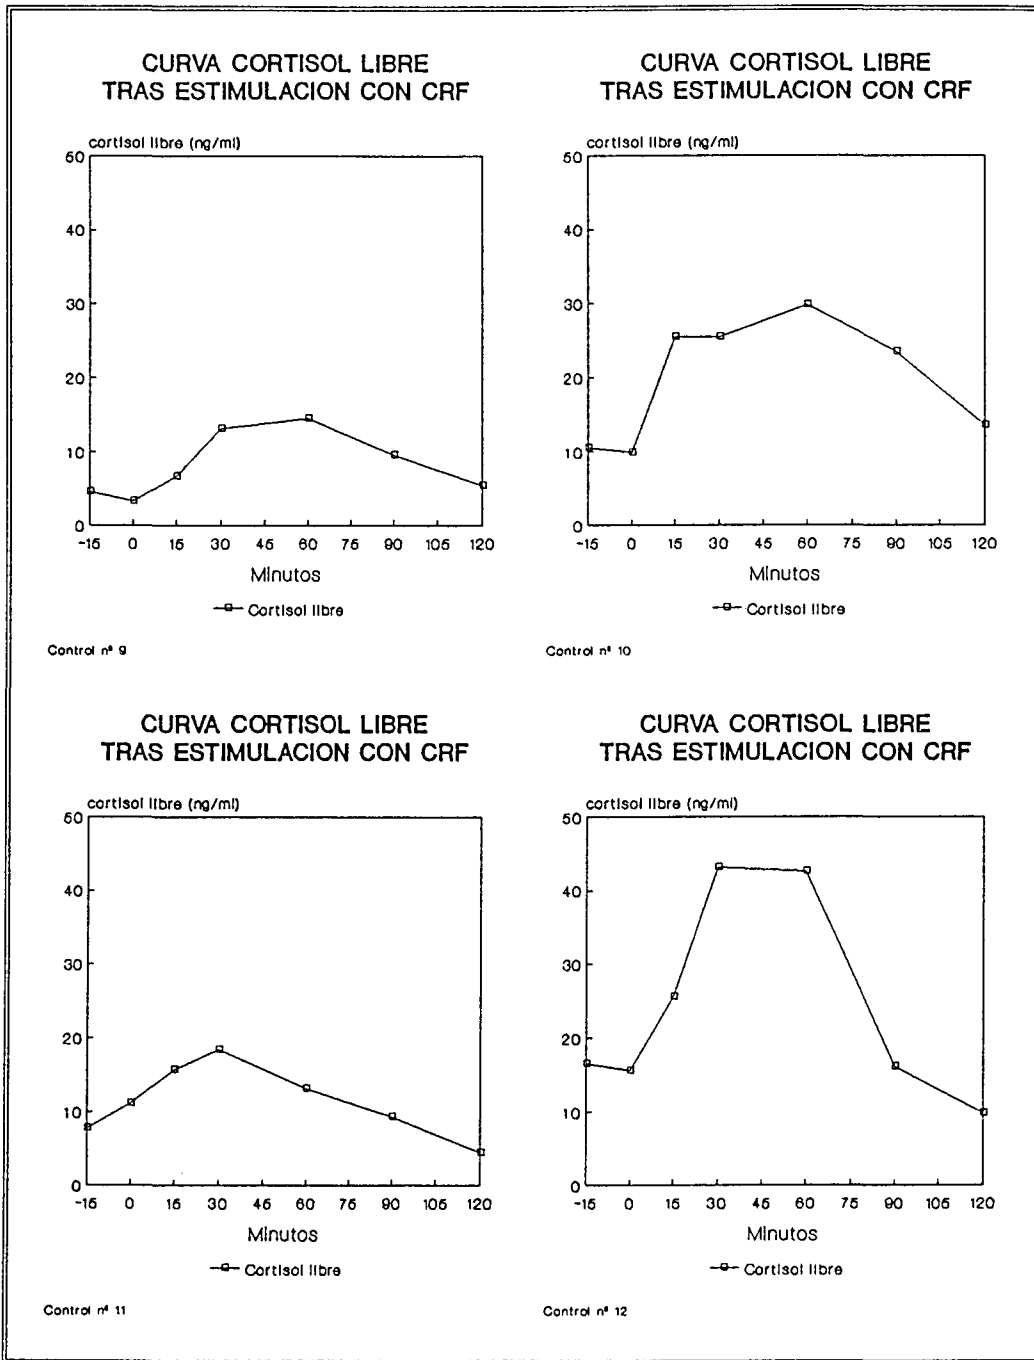 CURVA CORTISOL LIBRE
TRAS ESTIMULACION CON CRF
cortisol libre (ng/ml)
50
40
30
20
10
0
-15 0 15 30 45 60 75 90 105 120
Minutos
Cortisol libre
Control nº 9
CURVA CORTISOL LIBRE
TRAS ESTIMULACION CON CRF
cortisol libre (ng/ml)
50
40
30
20
10
0
-15 0 15 30 45 60 75 90 105 120
Minutos
Cortisol libre
Control nº 10
CURVA CORTISOL LIBRE
TRAS ESTIMULACION CON CRF
cortisol libre (ng/ml)
50
40
30
20
10
0
-15 0 15 30 45 60 75 90 105 120
Minutos
Cortisol libre
Control nº 11
CURVA CORTISOL LIBRE
TRAS ESTIMULACION CON CRF
cortisol libre (ng/ml)
50
40
30
20
10
0
-15 0 15 30 45 60 75 90 105 120
Minutos
Cortisol libre
Control nº 12